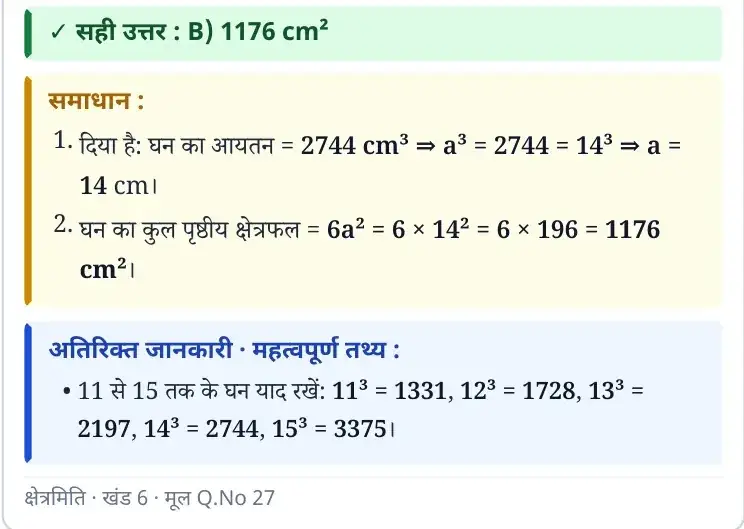 ✓ सही उत्तर : B) 1176 cm²
समाधान :
1. दिया है: घन का आयतन = 2744 cm³ ⇒ a³ = 2744 = 14³ ⇒ a =
14 cm।
2. घन का कुल पृष्ठीय क्षेत्रफल = 6a² = 6 × 14² = 6 × 196 = 1176
cm²।
अतिरिक्त जानकारी · महत्वपूर्ण तथ्य :
• 11 से 15 तक के घन याद रखें: 11³ = 1331, 12³ = 1728, 13³ =
2197, 14³ = 2744, 15³ = 3375।
क्षेत्रमिति · खंड 6 · मूल Q.No 27